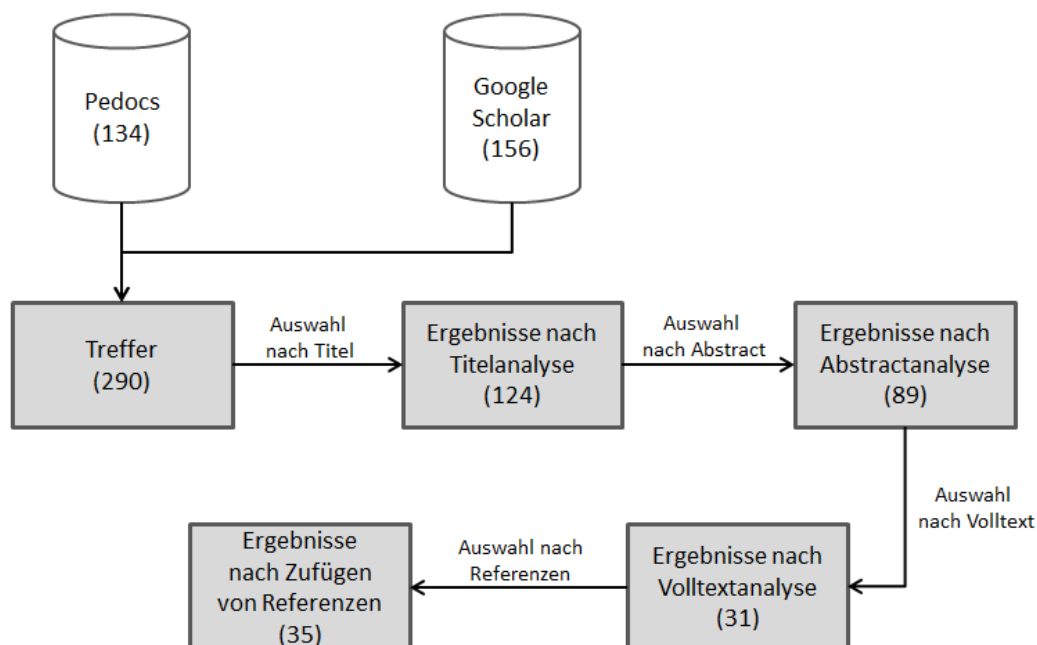 Pedocs
(134)
Google
Scholar
(156)
Treffer
(290)
Auswahl
nach Titel
Ergebnisse nach
Titelanalyse
(124)
Auswahl
nach Abstract
Ergebnisse nach
Abstractanalyse
(89)
Auswahl
nach Volltext
Ergebnisse nach
Volltextanalyse
(31)
Auswahl nach
Referenzen
Ergebnisse
nach Zufügen
von Referenzen
(35)